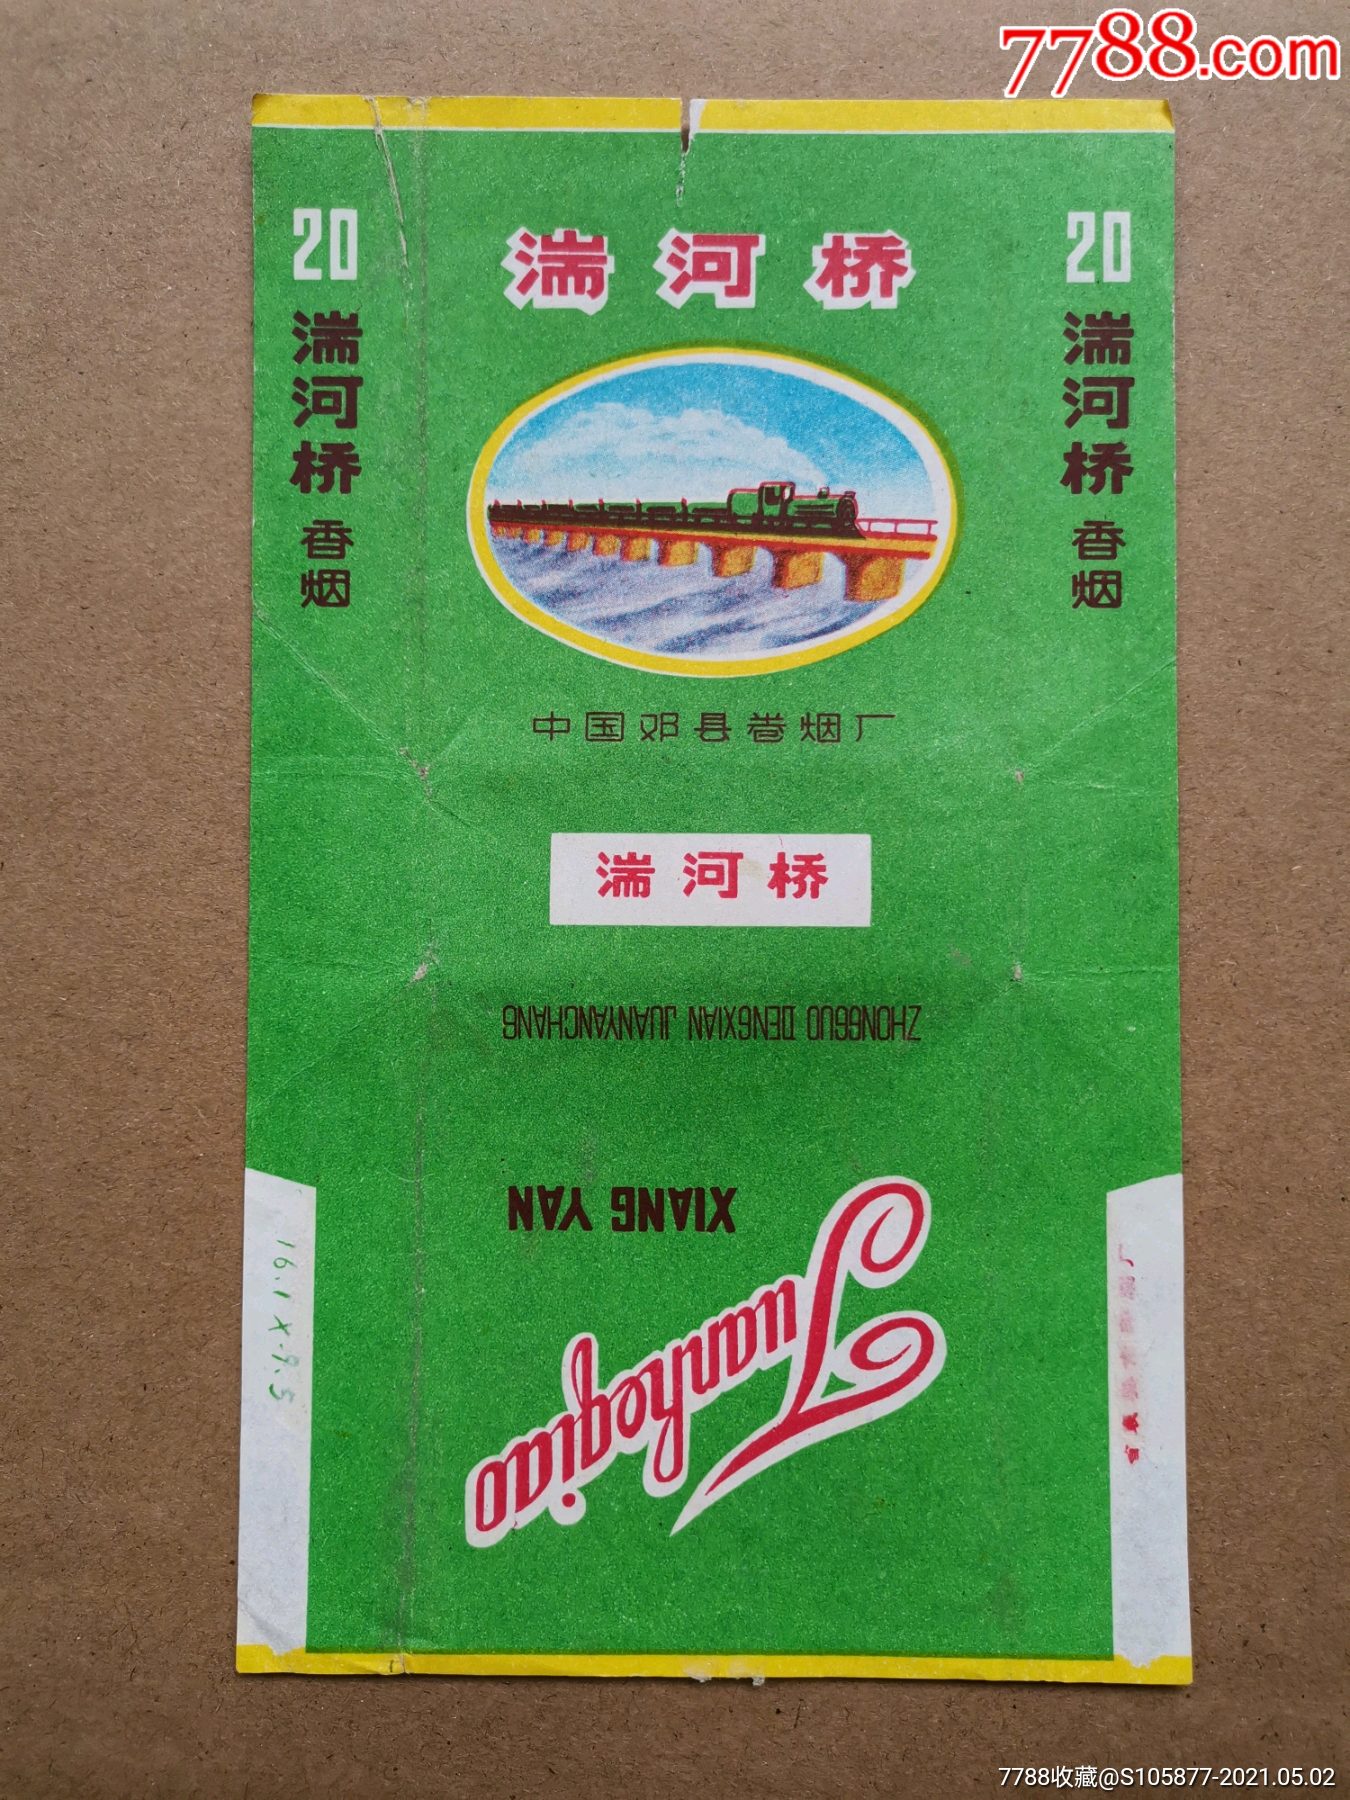 7788.com
20
湍河桥
香烟
湍河桥
20
湍河桥
香烟
中国邓县卷烟厂
湍河桥
ZHONGGUO DENGXIAN JUANYANCHANG
XIANG YAN
Tuanheqiao
16.1X.9.5
7788收藏@S105877-2021.05.02